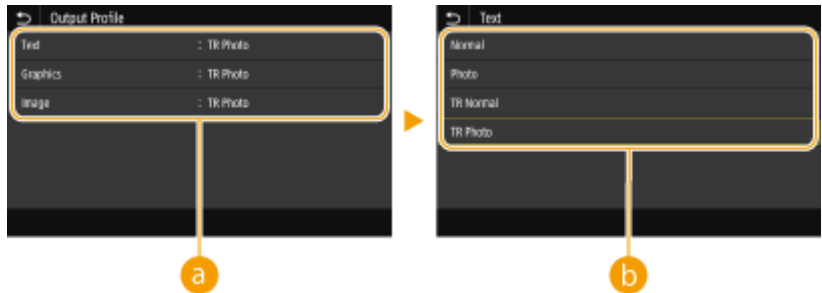 Output Profile
Text : TR Photo
Graphics : TR Photo
Image : TR Photo
a
Text
Normal
Photo
TR Normal
TR Photo
b